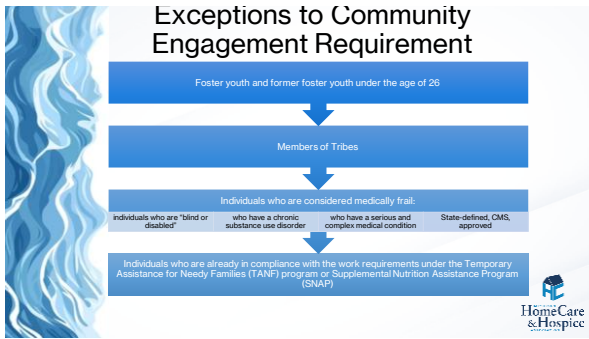 Exceptions to Community
Engagement Requirement
Foster youth and former foster youth under the age of 26
Members of Tribes
Individuals who are considered medically frail:
individuals who are "blind or
disabled"
who have a chronic
substance use disorder
who have a serious and
complex medical condition
State-defined, CMS,
approved
Individuals who are already in compliance with the work requirements under the Temporary
Assistance for Needy Families (TANF) program or Supplemental Nutrition Assistance Program
(SNAP)
HomeCare
&Hospice